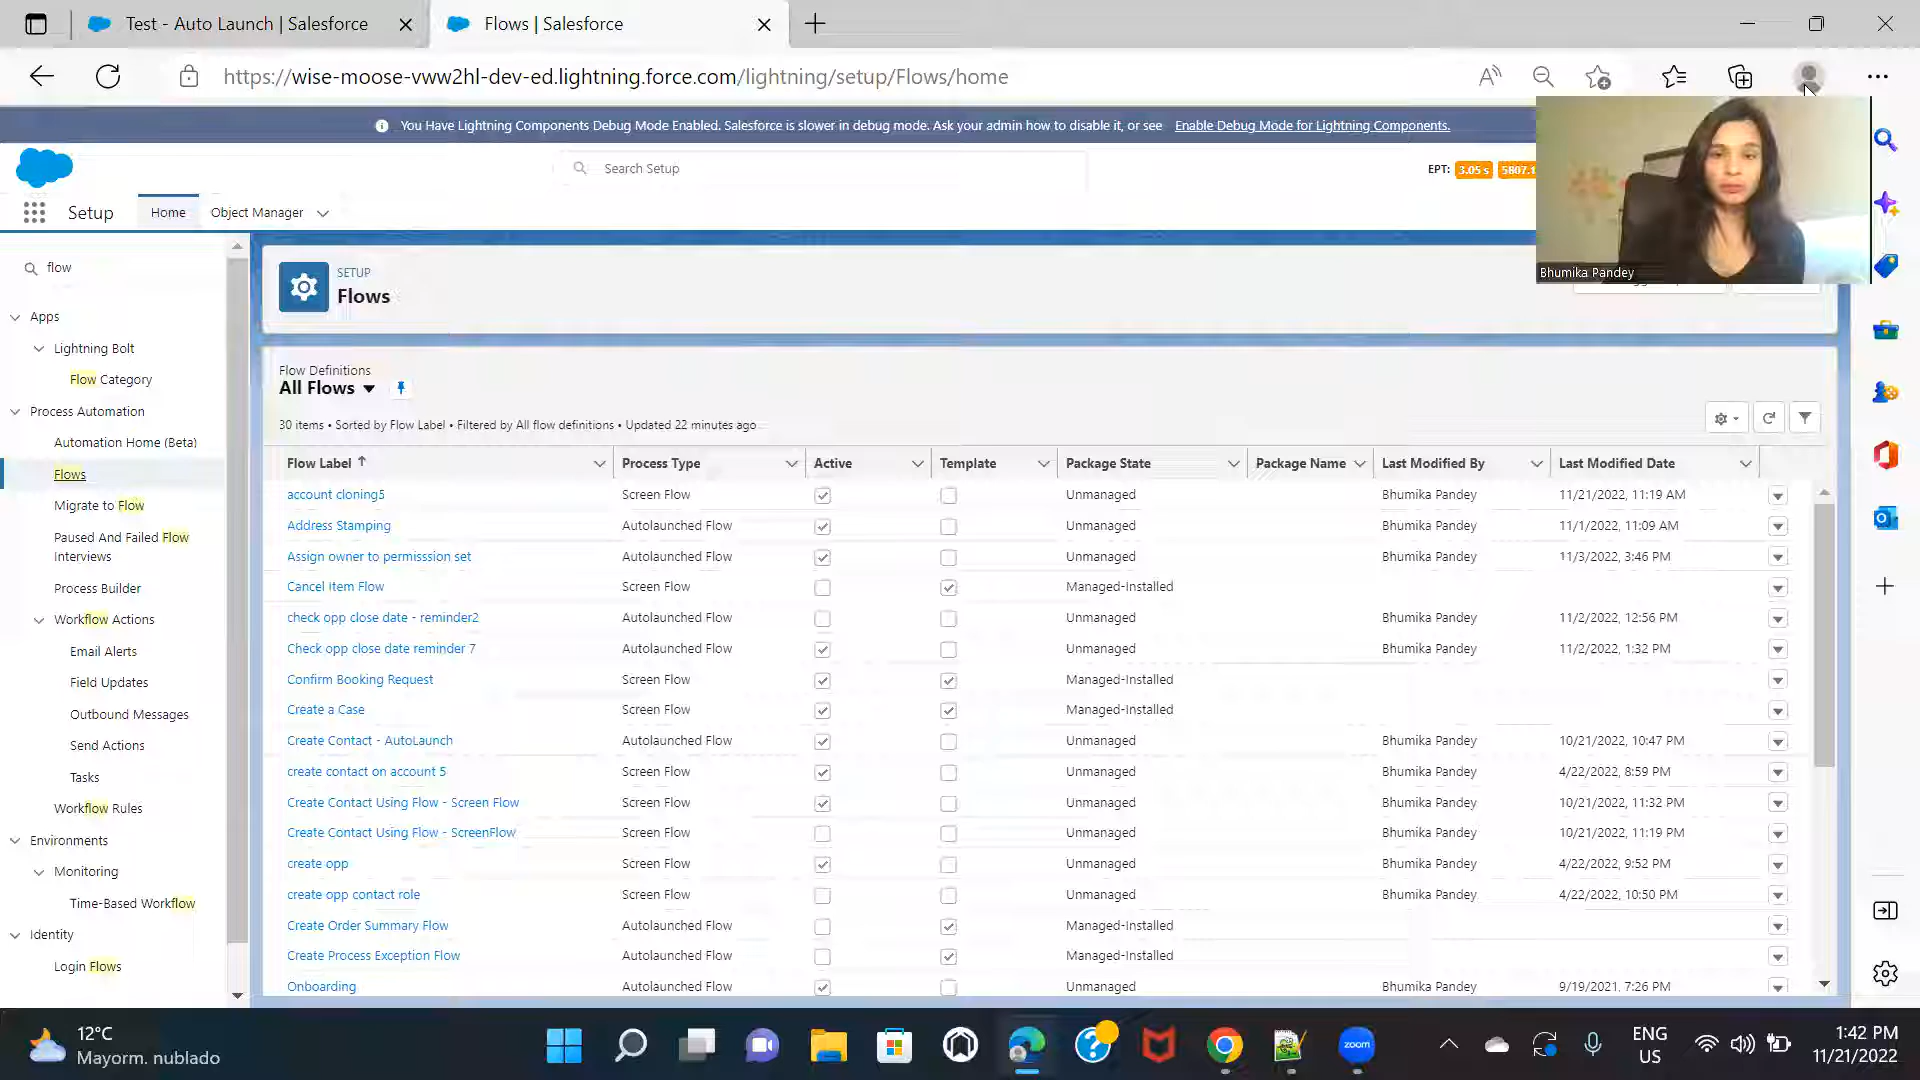 Test - Auto Launch | Salesforce
Flows | Salesforce
https://wise-moose-vww2hl-dev-ed.lightning.force.com/lightning/setup/Flows/home
You Have Lightning Components Debug Mode Enabled. Salesforce is slower in debug mode. Ask your admin how to disable it, or see Enable Debug Mode for Lightning Components.
Search Setup
EPT: 3.05 s
Setup Home Object Manager
Bhumika Pandey
flow
Apps
Lightning Bolt
Flow Category
Process Automation
Automation Home (Beta)
Flows
Migrate to Flow
Paused And Failed Flow
Interviews
Process Builder
Workflow Actions
Email Alerts
Field Updates
Outbound Messages
Send Actions
Tasks
Workflow Rules
Environments
Monitoring
Time-Based Workflow
Identity
Login Flows
SETUP
Flows
Flow Definitions
All Flows
30 items • Sorted by Flow Label • Filtered by All flow definitions • Updated 22 minutes ago
Flow Label Process Type Active Template Package State Package Name Last Modified By Last Modified Date
account cloning5 Screen Flow Unmanaged Bhumika Pandey 11/21/2022, 11:19 AM
Address Stamping Autolaunched Flow Unmanaged Bhumika Pandey 11/1/2022, 11:09 AM
Assign owner to permisssion set Autolaunched Flow Unmanaged Bhumika Pandey 11/3/2022, 3:46 PM
Cancel Item Flow Screen Flow Managed-Installed
check opp close date - reminder2 Autolaunched Flow Unmanaged Bhumika Pandey 11/2/2022, 12:56 PM
Check opp close date reminder 7 Autolaunched Flow Unmanaged Bhumika Pandey 11/2/2022, 1:32 PM
Confirm Booking Request Screen Flow Managed-Installed
Create a Case Screen Flow Managed-Installed
Create Contact - AutoLaunch Autolaunched Flow Unmanaged Bhumika Pandey 10/21/2022, 10:47 PM
create contact on account 5 Screen Flow Unmanaged Bhumika Pandey 4/22/2022, 8:59 PM
Create Contact Using Flow - Screen Flow Screen Flow Unmanaged Bhumika Pandey 10/21/2022, 11:32 PM
Create Contact Using Flow - ScreenFlow Screen Flow Unmanaged Bhumika Pandey 10/21/2022, 11:19 PM
create opp Screen Flow Unmanaged Bhumika Pandey 4/22/2022, 9:52 PM
create opp contact role Screen Flow Unmanaged Bhumika Pandey 4/22/2022, 10:50 PM
Create Order Summary Flow Autolaunched Flow Managed-Installed
Create Process Exception Flow Autolaunched Flow Managed-Installed
Onboarding Autolaunched Flow Unmanaged Bhumika Pandey 9/19/2021, 7:26 PM
12°C
Mayorm. nublado
zoom
ENG
US
1:42 PM
11/21/2022